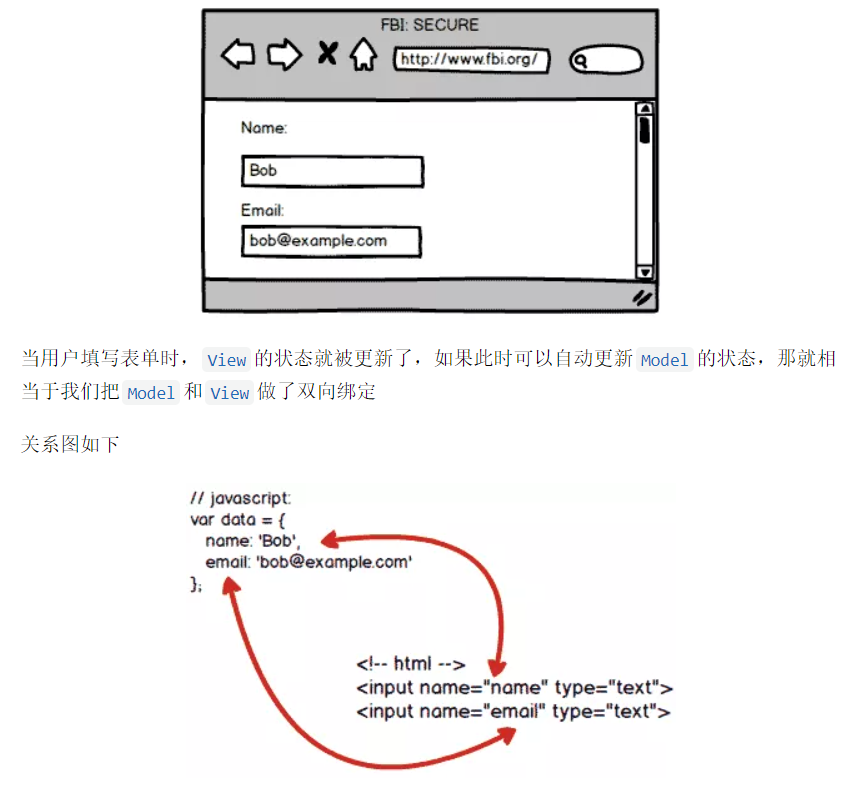 FBI: SECURE
http://www.fbi.org/
Name:
Bob
Email:
bob@example.com
当用户填写表单时， View 的状态就被更新了，如果此时可以自动更新 Model 的状态，那就相
当于我们把 Model 和 View 做了双向绑定
关系图如下
// javascript:
var data = {
name: 'Bob',
email: 'bob@example.com'
};
<!-- html -->
<input name="name" type="text">
<input name="email" type="text">